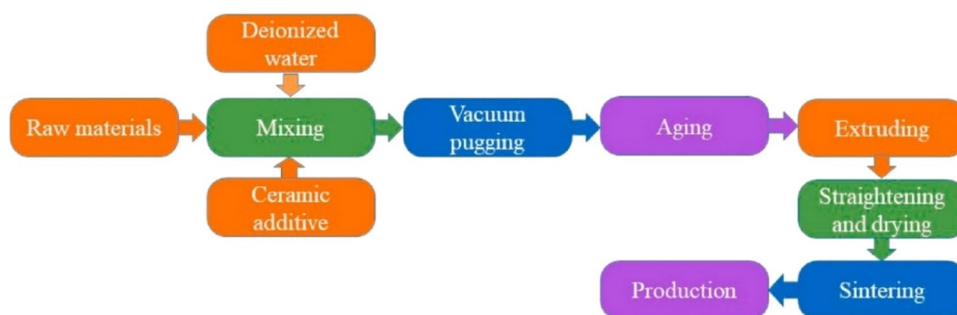 Deionized
water
Raw materials
Mixing
Vacuum
pugging
Aging
Extruding
Ceramic
additive
Straightening
and drying
Production
Sintering